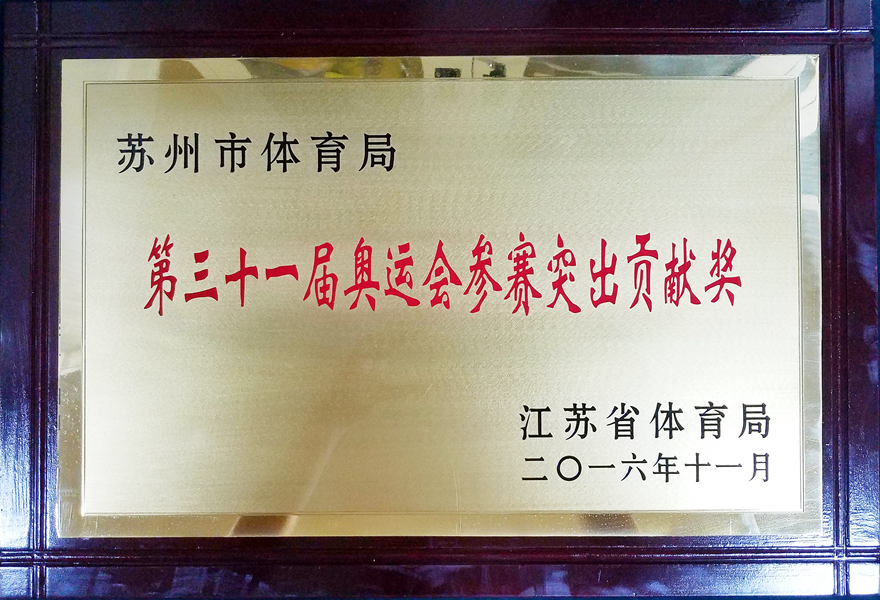 苏州市体育局
第三十一届奥运会参赛突出贡献奖
江苏省体育局
二〇一六年十一月